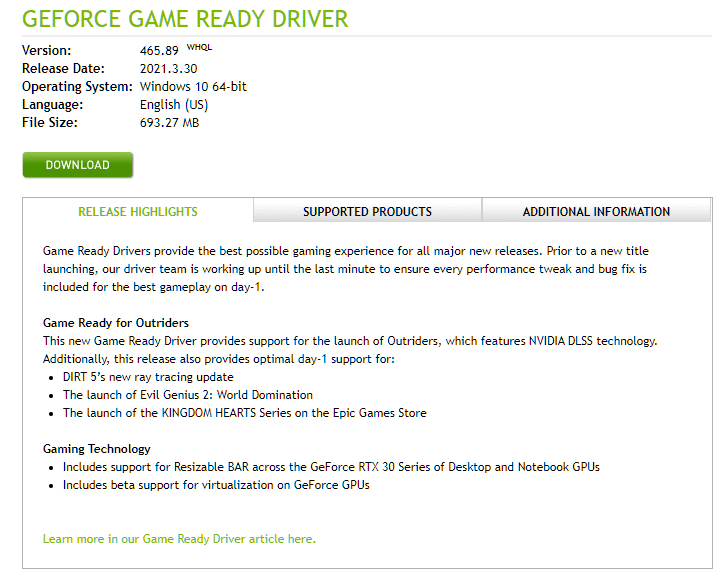 GEFORCE GAME READY DRIVER
Version: 465.89 WHQL
Release Date: 2021.3.30
Operating System: Windows 10 64-bit
Language: English (US)
File Size: 693.27 MB
DOWNLOAD
RELEASE HIGHLIGHTS SUPPORTED PRODUCTS ADDITIONAL INFORMATION
Game Ready Drivers provide the best possible gaming experience for all major new releases. Prior to a new title
launching, our driver team is working up until the last minute to ensure every performance tweak and bug fix is
included for the best gameplay on day-1.
Game Ready for Outriders
This new Game Ready Driver provides support for the launch of Outriders, which features NVIDIA DLSS technology.
Additionally, this release also provides optimal day-1 support for:
• DIRT 5's new ray tracing update
• The launch of Evil Genius 2: World Domination
• The launch of the KINGDOM HEARTS Series on the Epic Games Store
Gaming Technology
• Includes support for Resizable BAR across the GeForce RTX 30 Series of Desktop and Notebook GPUs
• Includes beta support for virtualization on GeForce GPUs
Learn more in our Game Ready Driver article here.